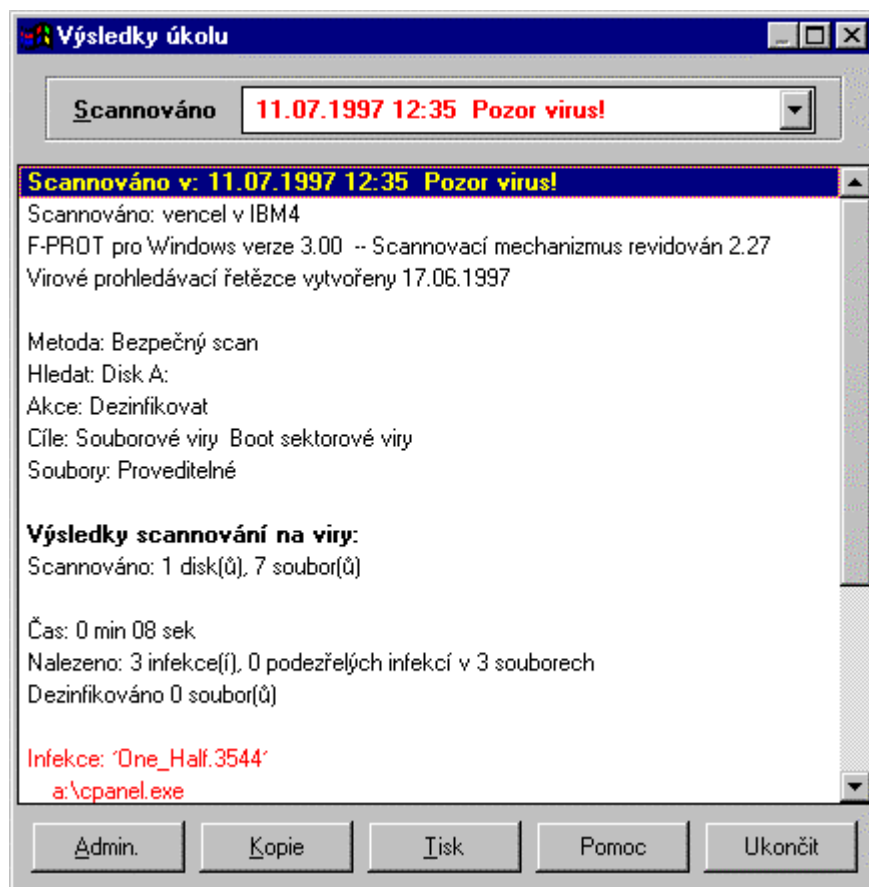 Výsledky úkolu
Scannováno 11.07.1997 12:35 Pozor virus!
Scannováno v: 11.07.1997 12:35 Pozor virus!
Scannováno: vencel v IBM4
F-PROT pro Windows verze 3.00 -- Scannovací mechanizmus revidován 2.27
Virové prohledávací řetězce vytvořeny 17.06.1997
Metoda: Bezpečný scan
Hledat: Disk A:
Akce: Dezinfikovat
Cíle: Souborové viry Boot sektorové viry
Soubory: Proveditelné
Výsledky scannování na viry:
Scannováno: 1 disk(û), 7 soubor(û)
Čas: 0 min 08 sek
Nalezeno: 3 infekce(í), 0 podezřelých infekcí v 3 souborech
Dezinfikováno 0 soubor(û)
Infekce: ´One_Half.3544´
a:\cpanel.exe
Admin. Kopie Tisk Pomoc Ukončit